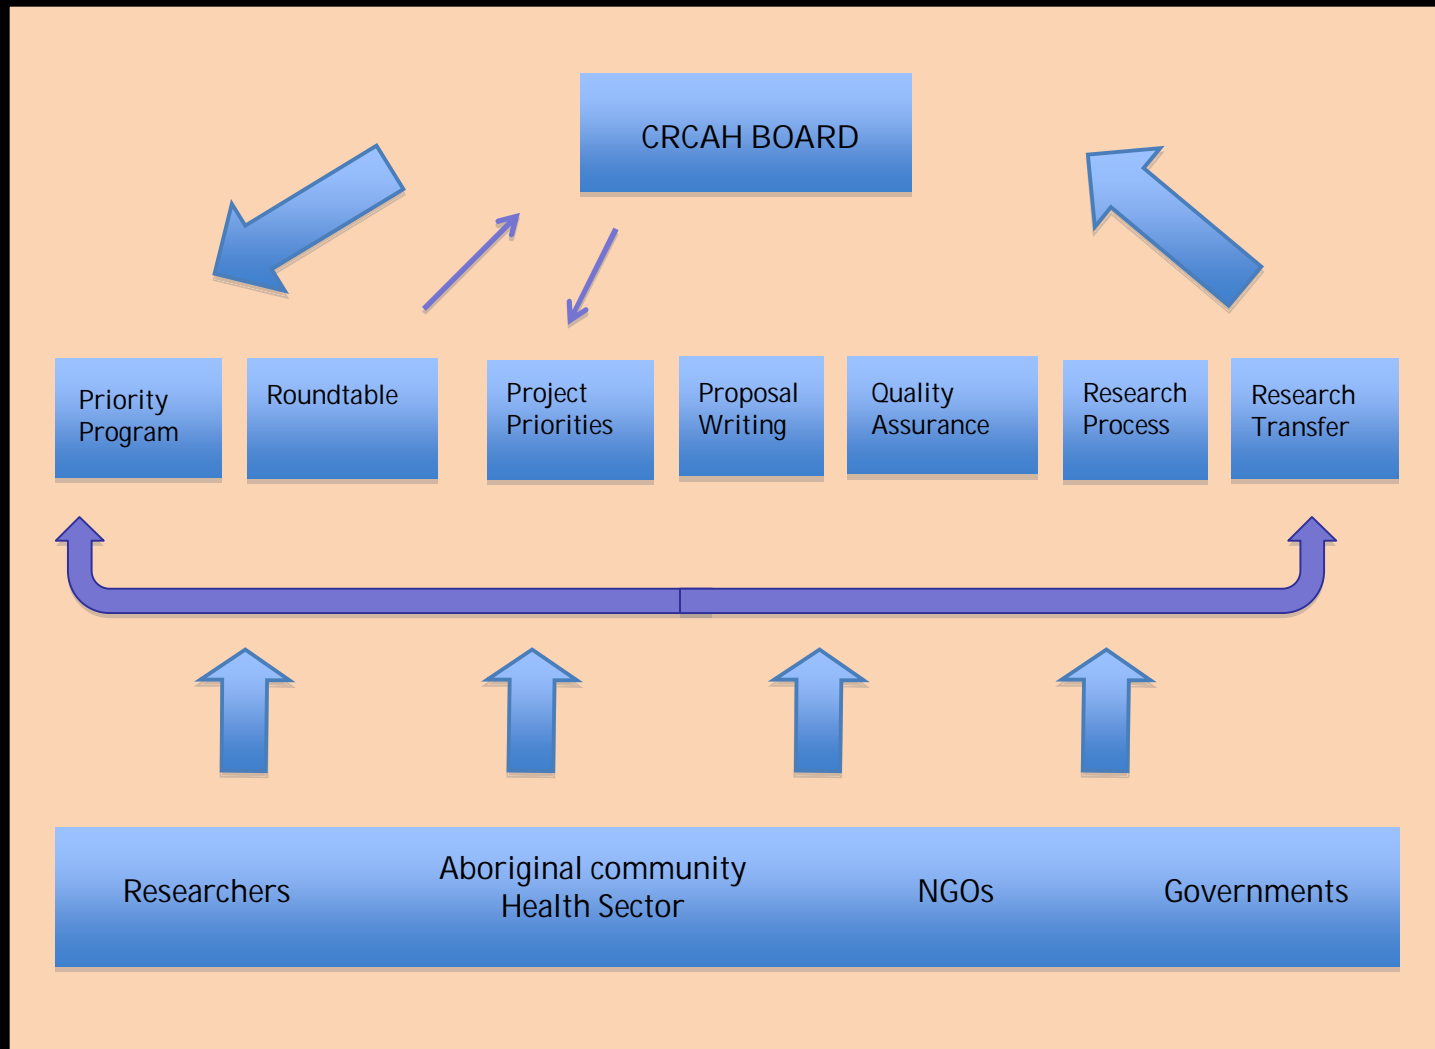 CRCAH BOARD
Priority
Program
Roundtable
Project
Priorities
Proposal
Writing
Quality
Assurance
Research
Process
Research
Transfer
Researchers
Aboriginal community
Health Sector
NGOs
Governments